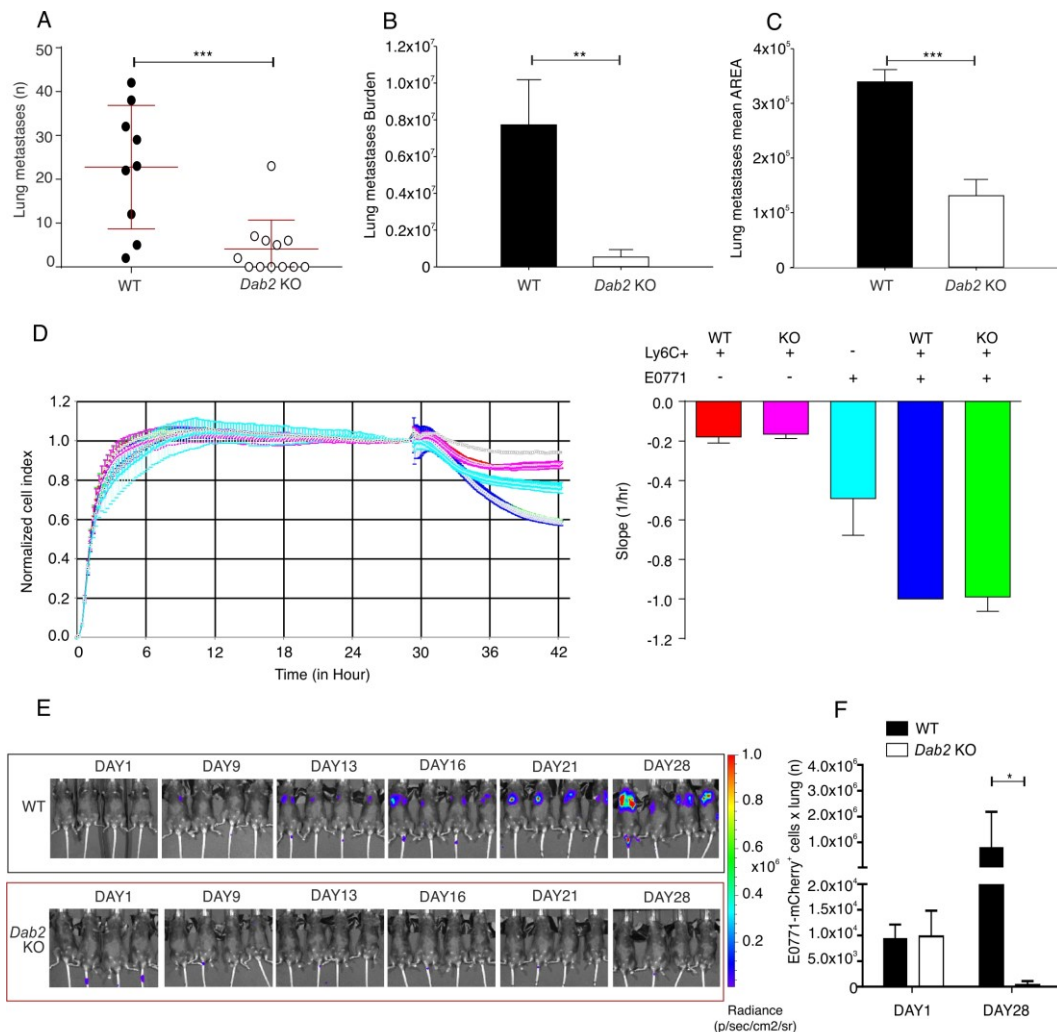 A
Lung metastases (n)
50
40
30
20
10
0
***
WT
Dab2 KO
B
Lung metastases Burden
1.2x10⁷
1.0x10⁷
0.8x10⁷
0.6x10⁷
0.4x10⁷
0.2x10⁷
0
**
WT
Dab2 KO
C
Lung metastases mean AREA
4x10⁵
3x10⁵
2x10⁵
1x10⁵
0
***
WT
Dab2 KO
D
Normalized cell index
1.2
1.0
0.8
0.6
0.4
0.2
0.0
0 6 12 18 24 30 36 42
Time (in Hour)
WT KO WT KO
Ly6C+ + + - + +
E0771 - - + + +
Slope (1/hr)
0.0
-0.2
-0.4
-0.6
-0.8
-1.0
-1.2
E
WT
DAY1 DAY9 DAY13 DAY16 DAY21 DAY28
Dab2 KO
DAY1 DAY9 DAY13 DAY16 DAY21 DAY28
1.0
0.8
0.6
x10⁶
0.4
0.2
Radiance
(p/sec/cm2/sr)
F
WT
Dab2 KO
E0771-mCherry⁺ cells x lung (n)
4.0x10⁶
3.0x10⁶
2.0x10⁶
1.0x10⁶
2.0x10⁴
1.5x10⁴
1.0x10⁴
5.0x10³
0
*
DAY1 DAY28